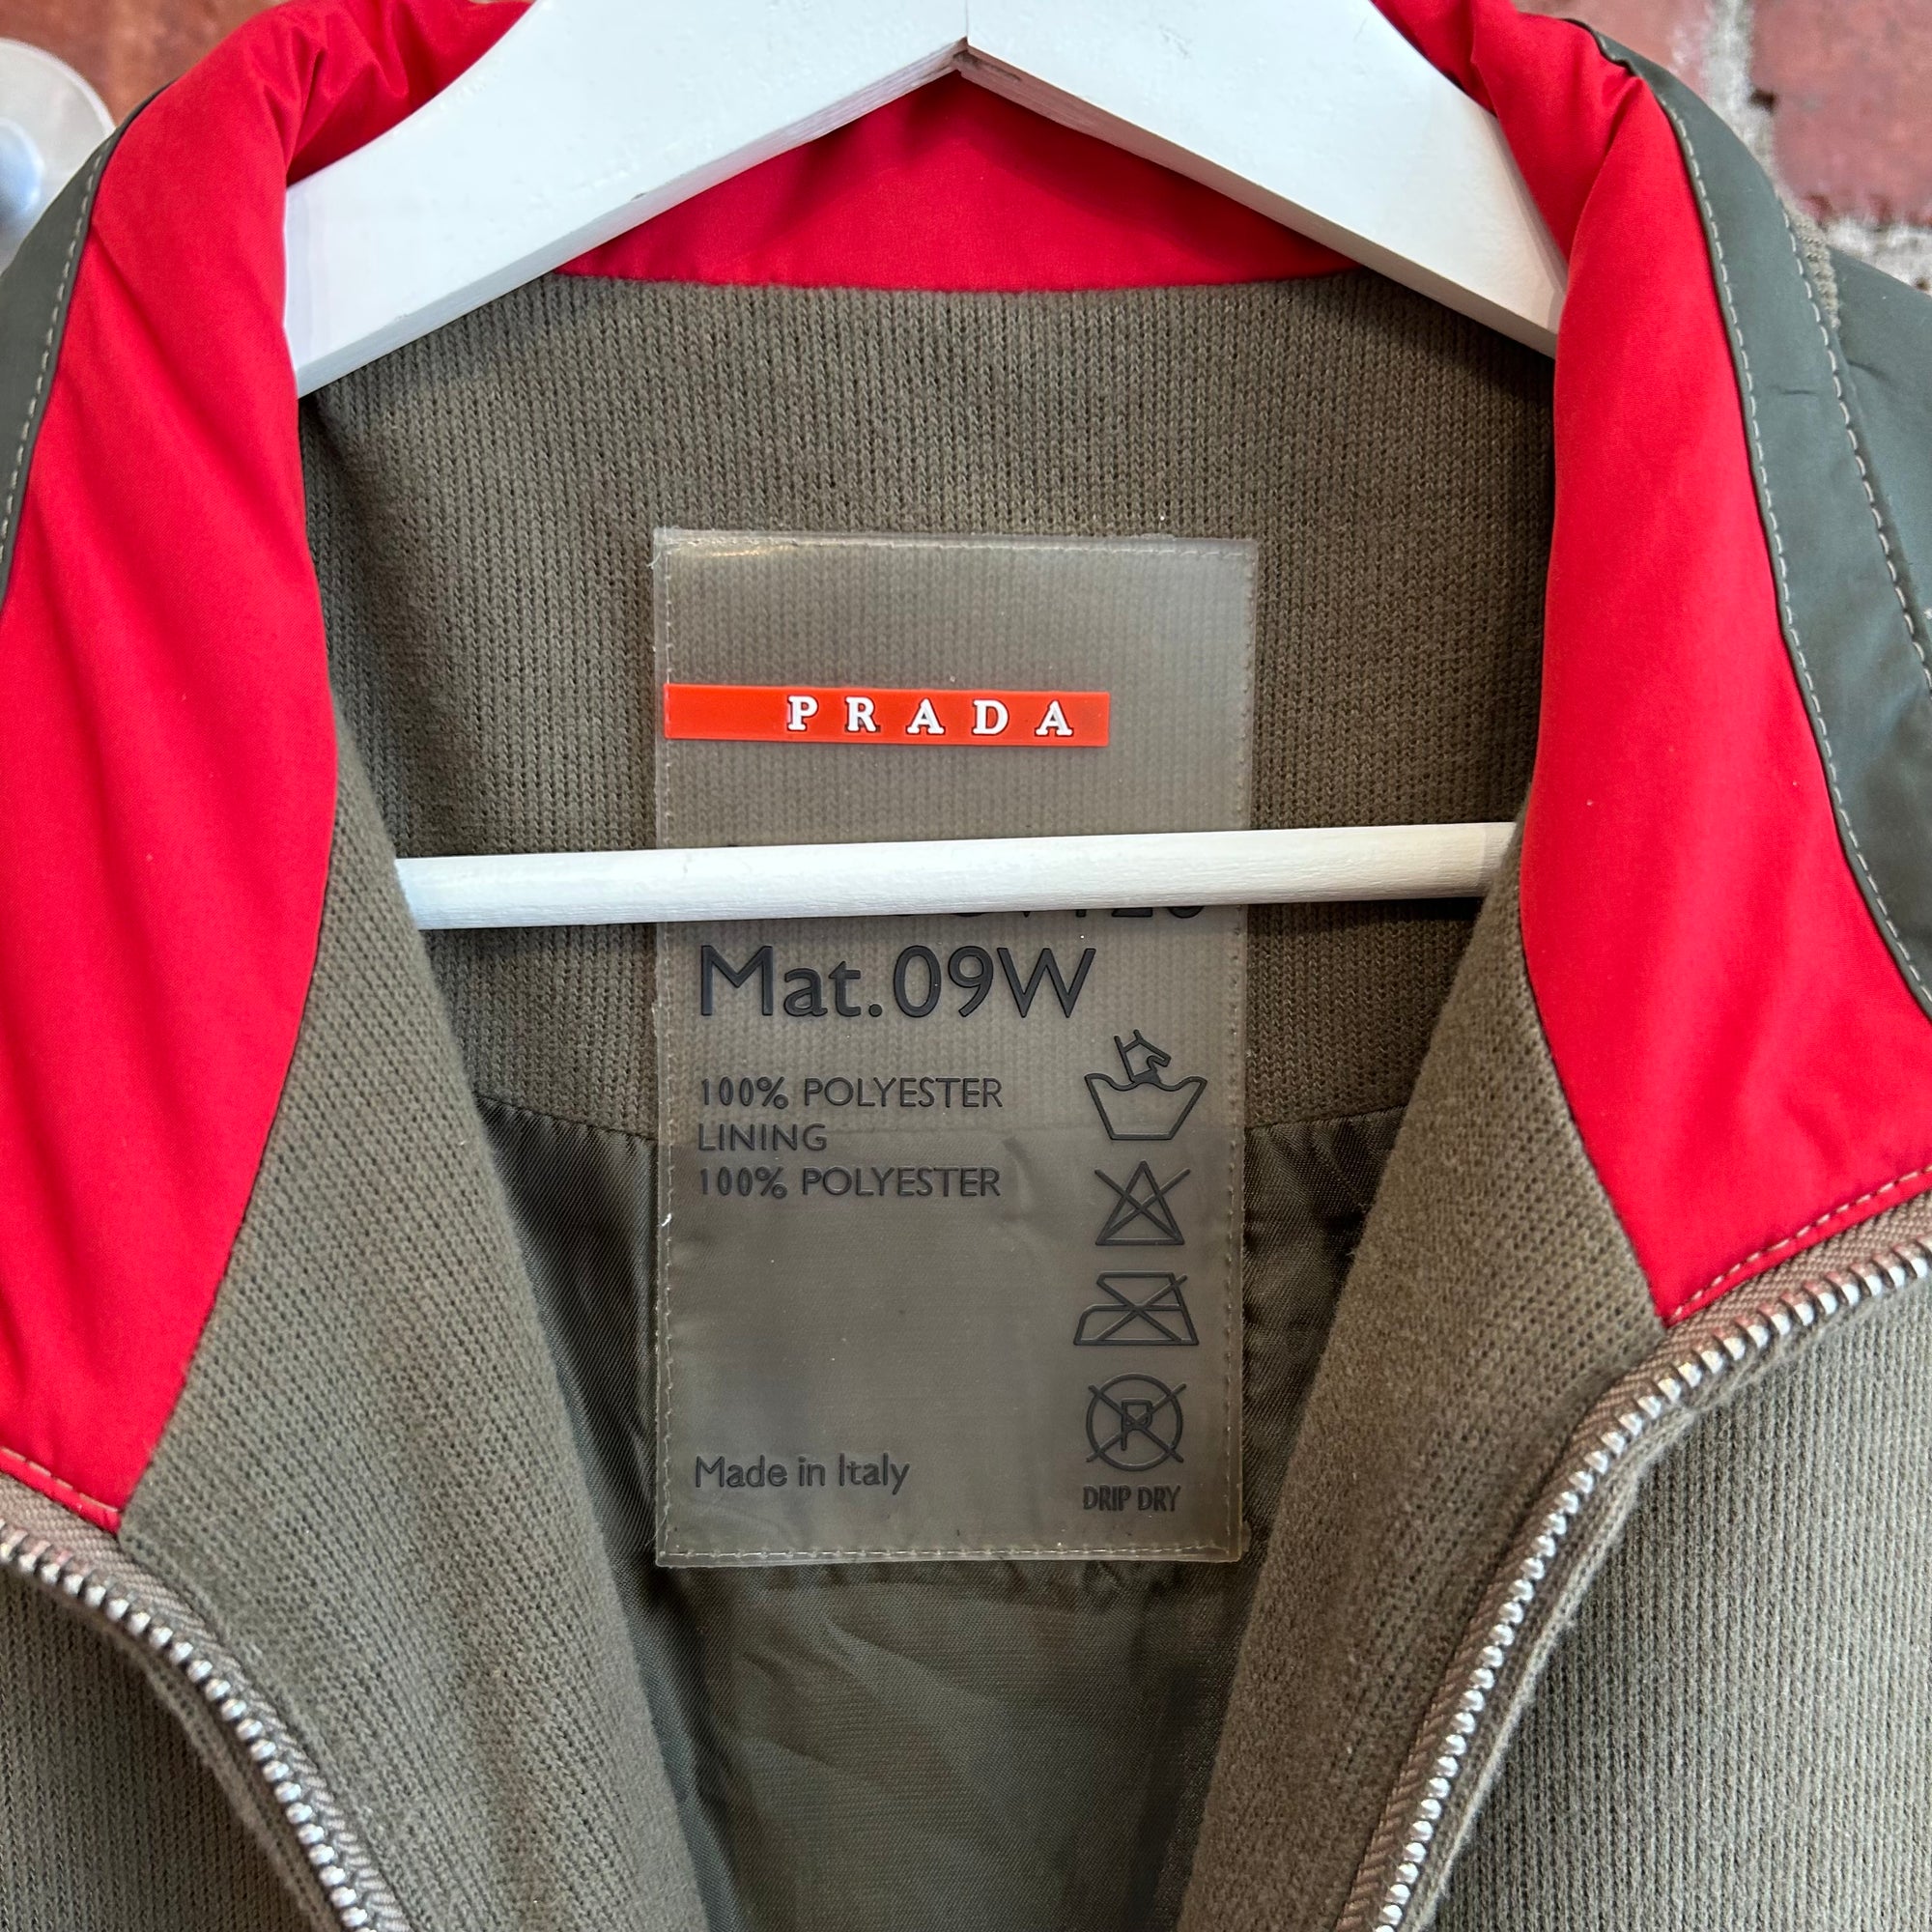 PRADA
Mat.09W
100% POLYESTER
LINING
100% POLYESTER
Made in Italy
DRIP DRY